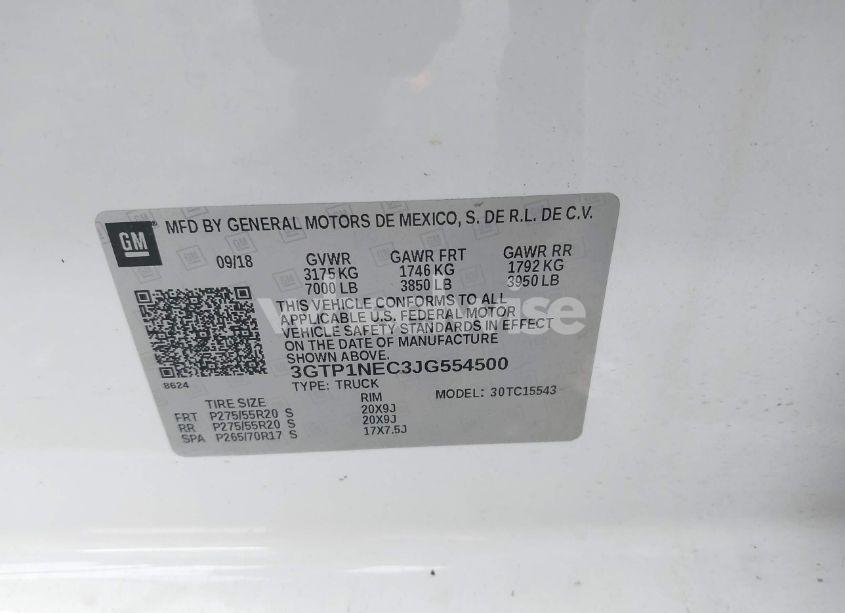 GM
MFD BY GENERAL MOTORS DE MEXICO, S. DE R.L. DE C.V.
09/18 GVWR GAWR FRT GAWR RR
3175 KG 1746 KG 1792 KG
7000 LB 3850 LB 3950 LB
THIS VEHICLE CONFORMS TO ALL
APPLICABLE U.S. FEDERAL MOTOR
VEHICLE SAFETY STANDARDS IN EFFECT
ON THE DATE OF MANUFACTURE
SHOWN ABOVE.
3GTP1NEC3JG554500
8624
TYPE: TRUCK
TIRE SIZE RIM MODEL: 30TC15543
FRT P275/55R20 S 20X9J
RR P275/55R20 S 20X9J
SPA P265/70R17 S 17X7.5J